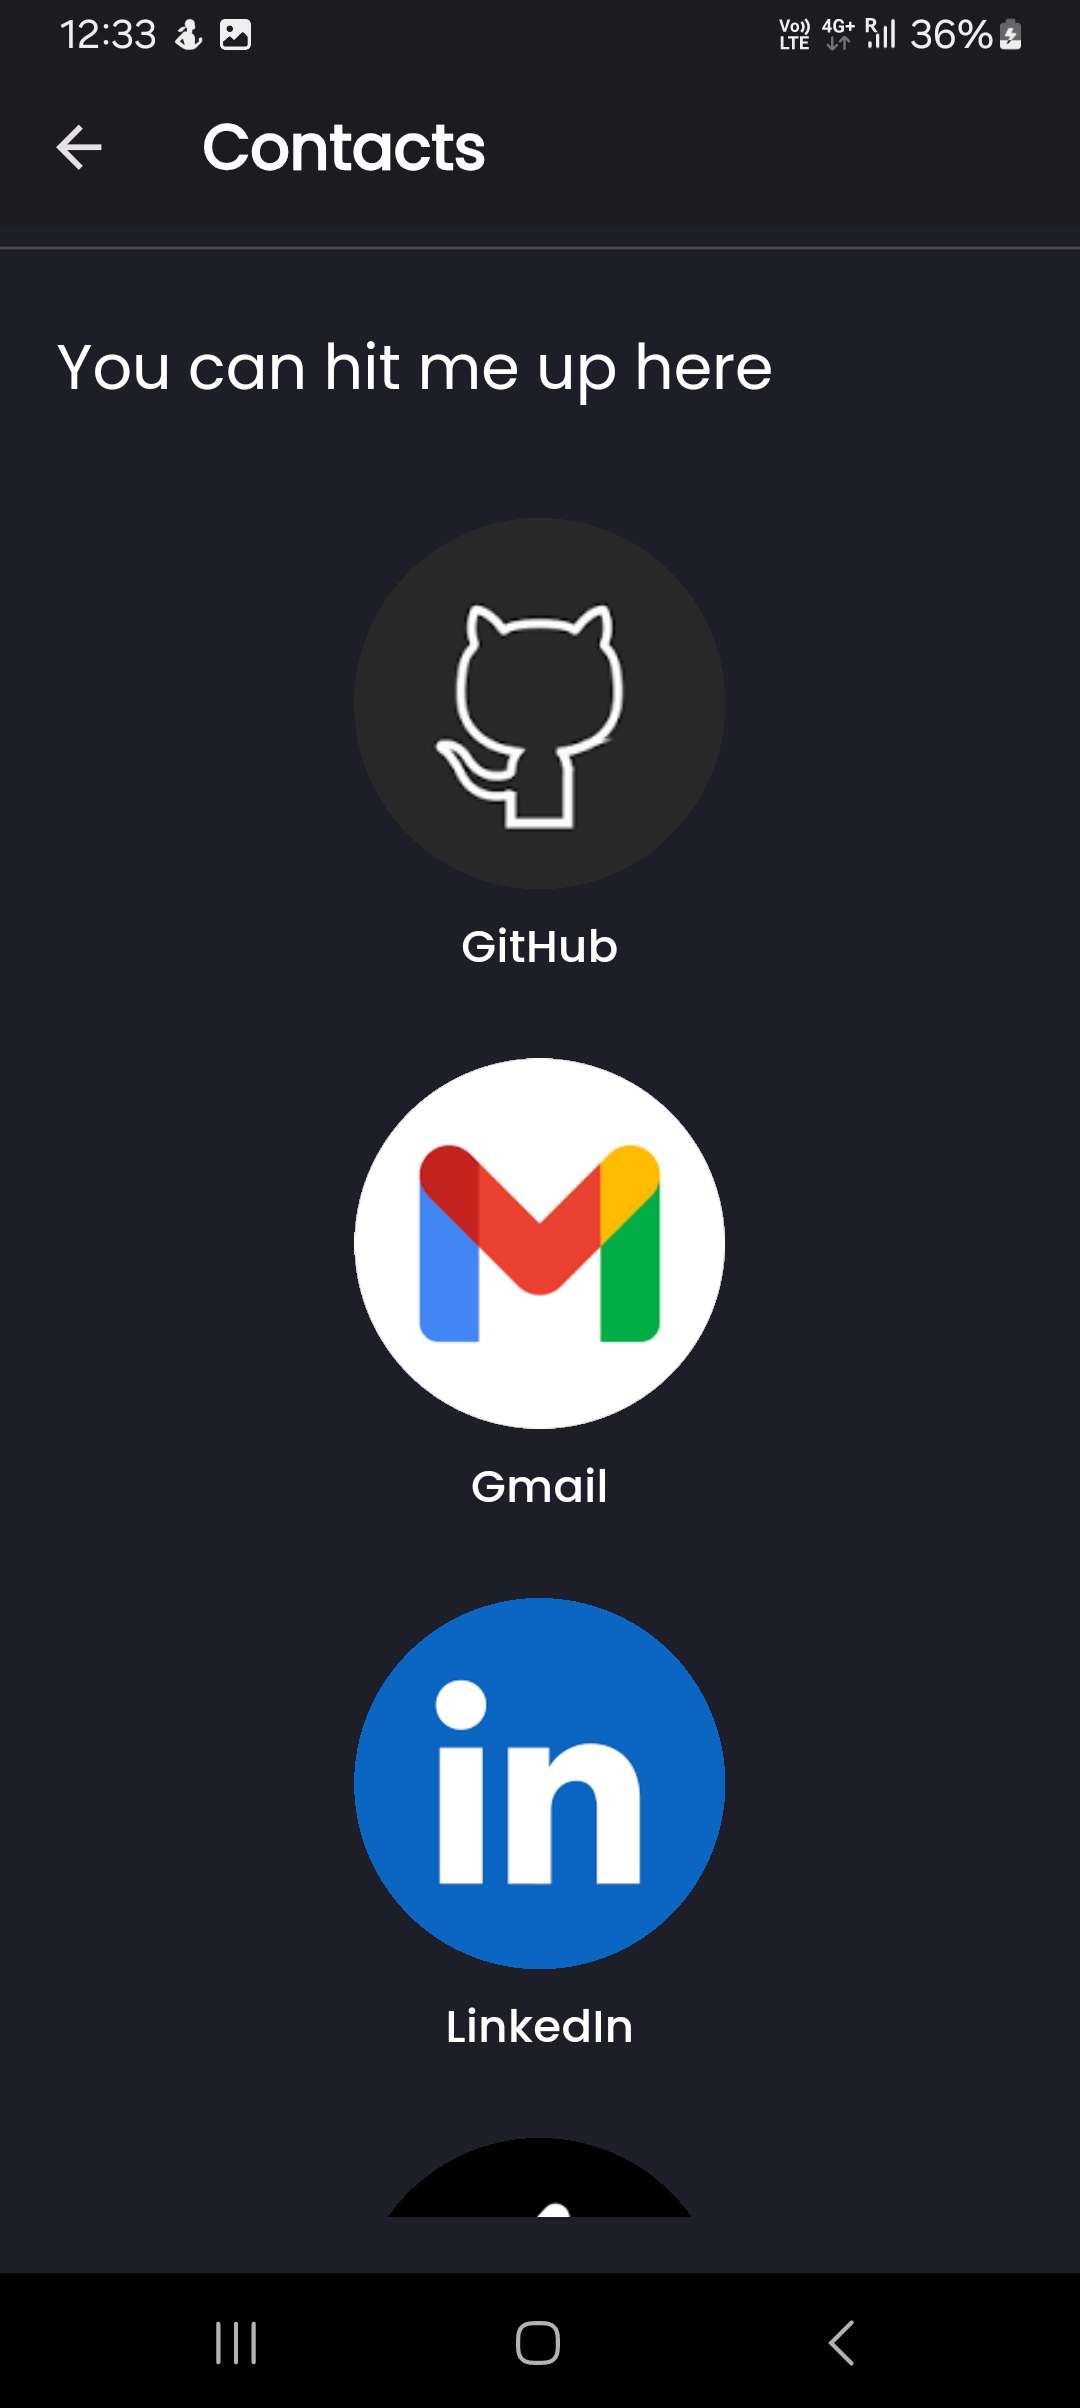 12:33 Vo)) LTE 4G+ R 36%
Contacts
You can hit me up here
GitHub
Gmail
in
LinkedIn